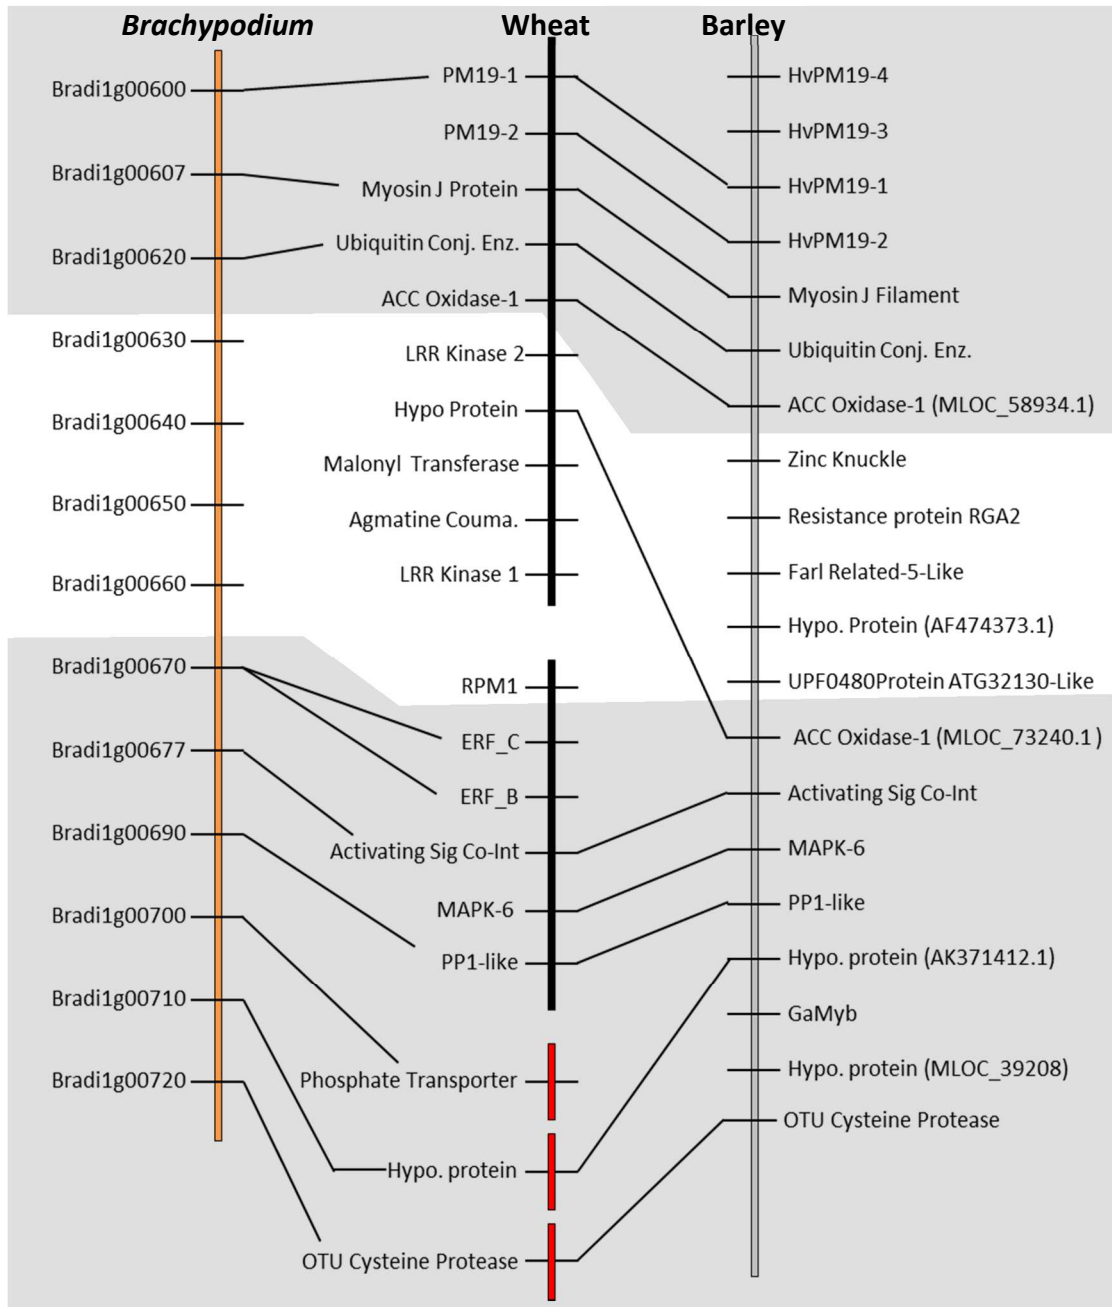 Brachypodium
Wheat
Barley
Bradi1g00600
Bradi1g00607
Bradi1g00620
Bradi1g00630
Bradi1g00640
Bradi1g00650
Bradi1g00660
Bradi1g00670
Bradi1g00677
Bradi1g00690
Bradi1g00700
Bradi1g00710
Bradi1g00720
PM19-1
PM19-2
Myosin J Protein
Ubiquitin Conj. Enz.
ACC Oxidase-1
LRR Kinase 2
Hypo Protein
Malonyl Transferase
Agmatine Couma.
LRR Kinase 1
RPM1
ERF_C
ERF_B
Activating Sig Co-Int
MAPK-6
PP1-like
Phosphate Transporter
Hypo. protein
OTU Cysteine Protease
HvPM19-4
HvPM19-3
HvPM19-1
HvPM19-2
Myosin J Filament
Ubiquitin Conj. Enz.
ACC Oxidase-1 (MLOC_58934.1)
Zinc Knuckle
Resistance protein RGA2
Farl Related-5-Like
Hypo. Protein (AF474373.1)
UPF0480Protein ATG32130-Like
ACC Oxidase-1 (MLOC_73240.1)
Activating Sig Co-Int
MAPK-6
PP1-like
Hypo. protein (AK371412.1)
GaMyb
Hypo. protein (MLOC_39208)
OTU Cysteine Protease